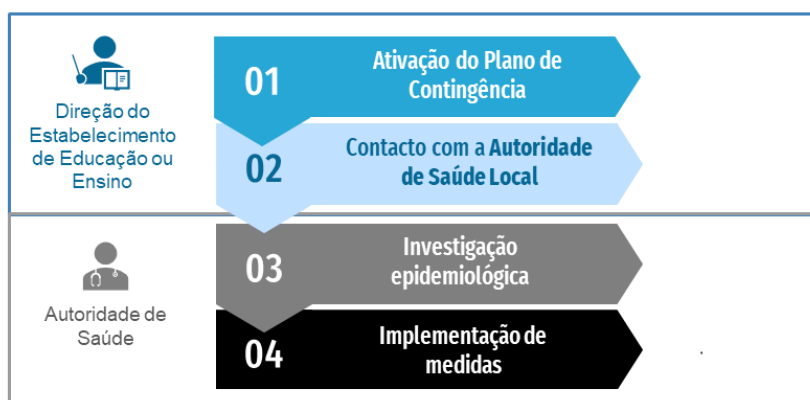 Direção do
Estabelecimento
de Educação ou
Ensino
01
Ativação do Plano de
Contingência
02
Contacto com a Autoridade
de Saúde Local
Autoridade de
Saúde
03
Investigação
epidemiológica
04
Implementação de
medidas
.